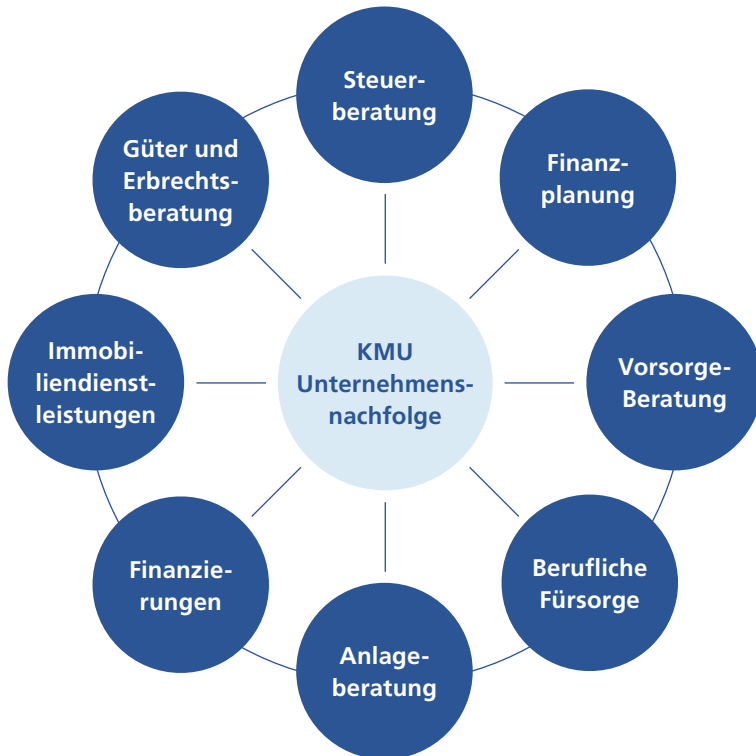 Steuer-
beratung
Finanz-
planung
Vorsorge-
Beratung
Berufliche
Fürsorge
Anlage-
beratung
Finanzie-
rungen
Immobi-
liendienst-
leistungen
Güter und
Erbrechts-
beratung
KMU
Unternehmens-
nachfolge